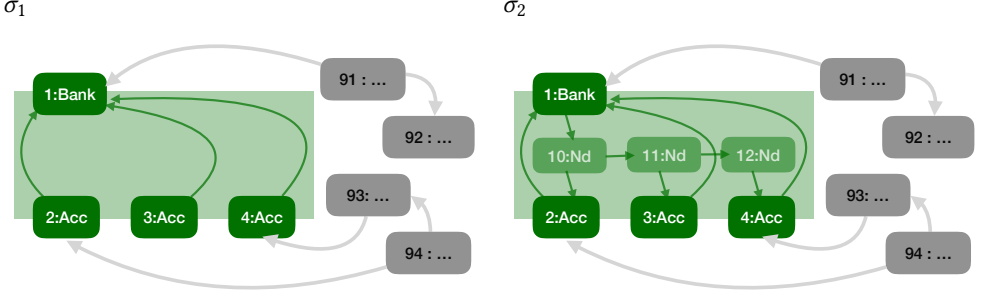 σ1 σ2
1:Bank 91 : ... 1:Bank 91 : ...
92 : ... 92 : ...
10:Nd 11:Nd 12:Nd
93: ... 93: ...
2:Acc 3:Acc 4:Acc 2:Acc 3:Acc 4:Acc
94 : ... 94 : ...